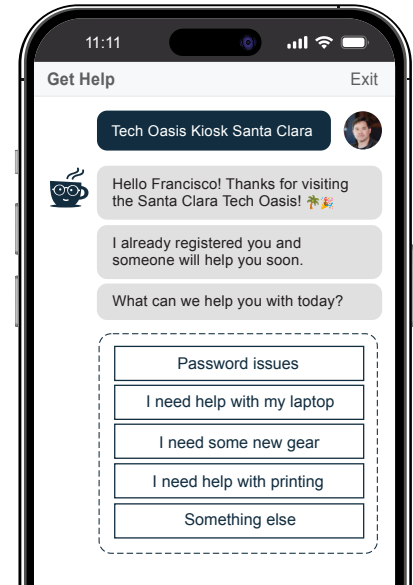 11:11
Get Help Exit
Tech Oasis Kiosk Santa Clara
Hello Francisco! Thanks for visiting
the Santa Clara Tech Oasis! 🌴🎉
I already registered you and
someone will help you soon.
What can we help you with today?
Password issues
I need help with my laptop
I need some new gear
I need help with printing
Something else